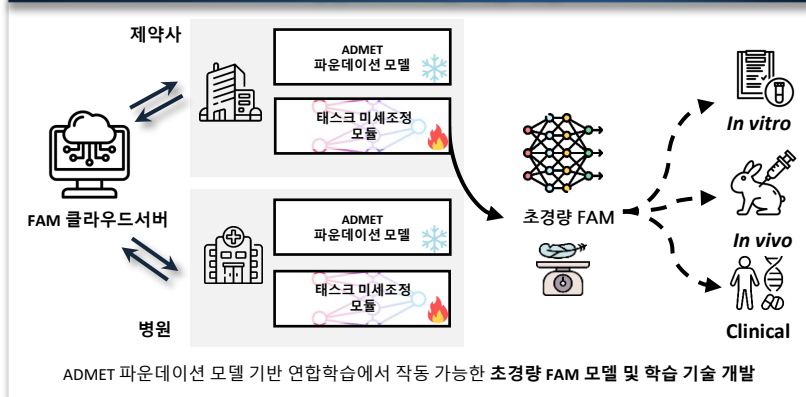 제약사
ADMET
파운데이션 모델
태스크 미세조정
모듈
FAM 클라우드서버
ADMET
파운데이션 모델
태스크 미세조정
모듈
병원
초경량 FAM
In vitro
In vivo
Clinical
ADMET 파운데이션 모델 기반 연합학습에서 작동 가능한 초경량 FAM 모델 및 학습 기술 개발